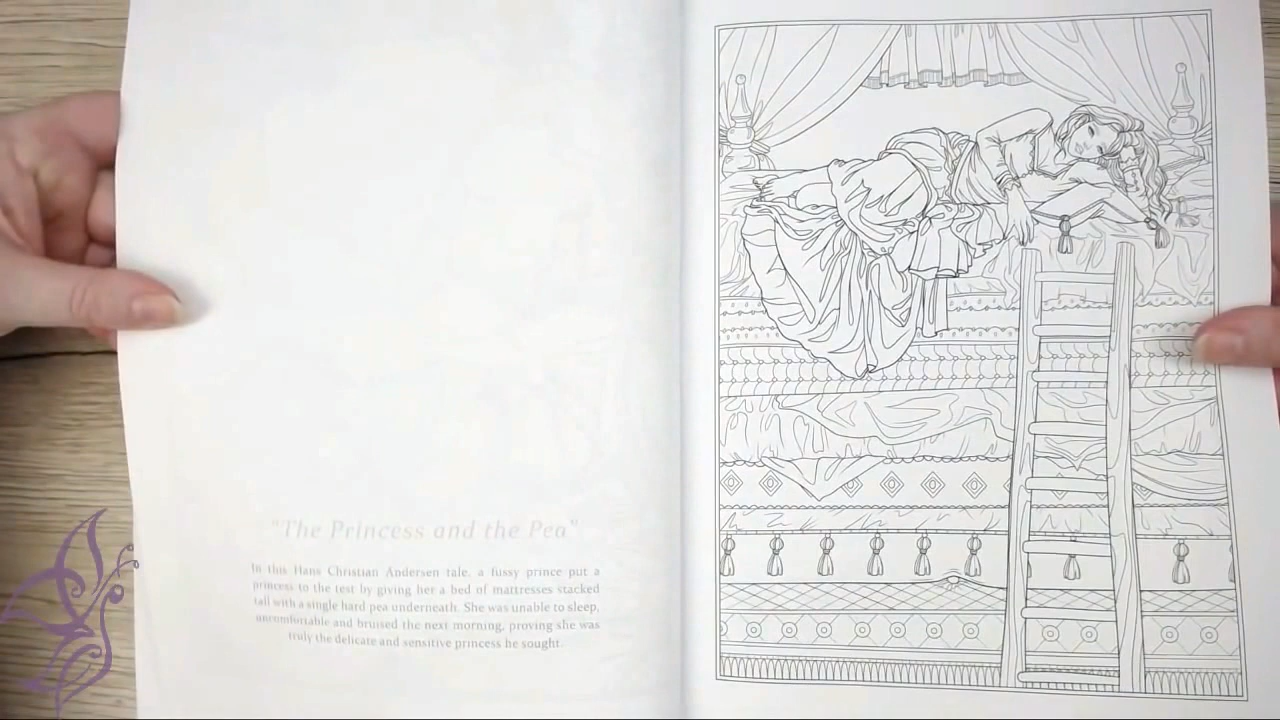 "The Princess and the Pea"
In this Hans Christian Andersen tale, a fussy prince put a
princess to the test by giving her a bed of mattresses stacked
tall with a single hard pea underneath. She was unable to sleep,
uncomfortable and bruised the next morning, proving she was
truly the delicate and sensitive princess he sought.